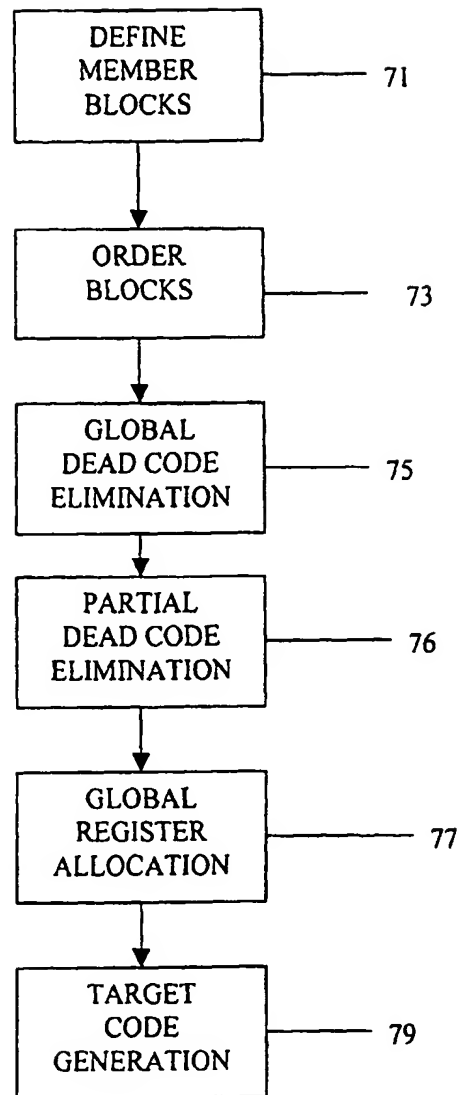 DEFINE
MEMBER
BLOCKS
71
ORDER
BLOCKS
73
GLOBAL
DEAD CODE
ELIMINATION
75
PARTIAL
DEAD CODE
ELIMINATION
76
GLOBAL
REGISTER
ALLOCATION
77
TARGET
CODE
GENERATION
79